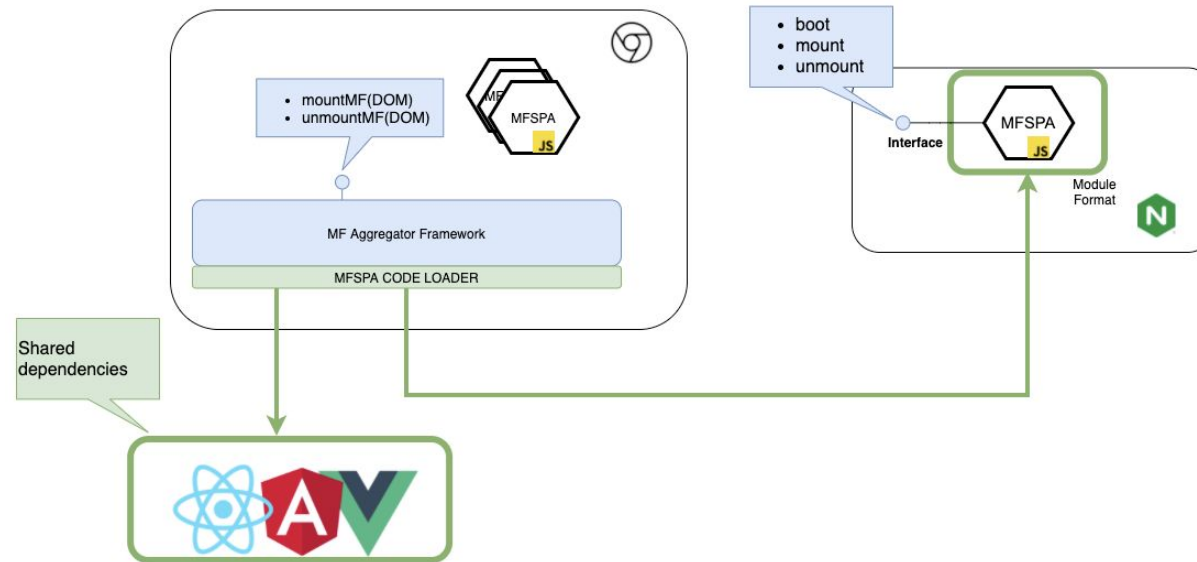 • mountMF(DOM)
• unmountMF(DOM)
MF
MFSPA
JS
MF Aggregator Framework
MFSPA CODE LOADER
• boot
• mount
• unmount
Interface
MFSPA
JS
Module
Format
N
Shared
dependencies
A